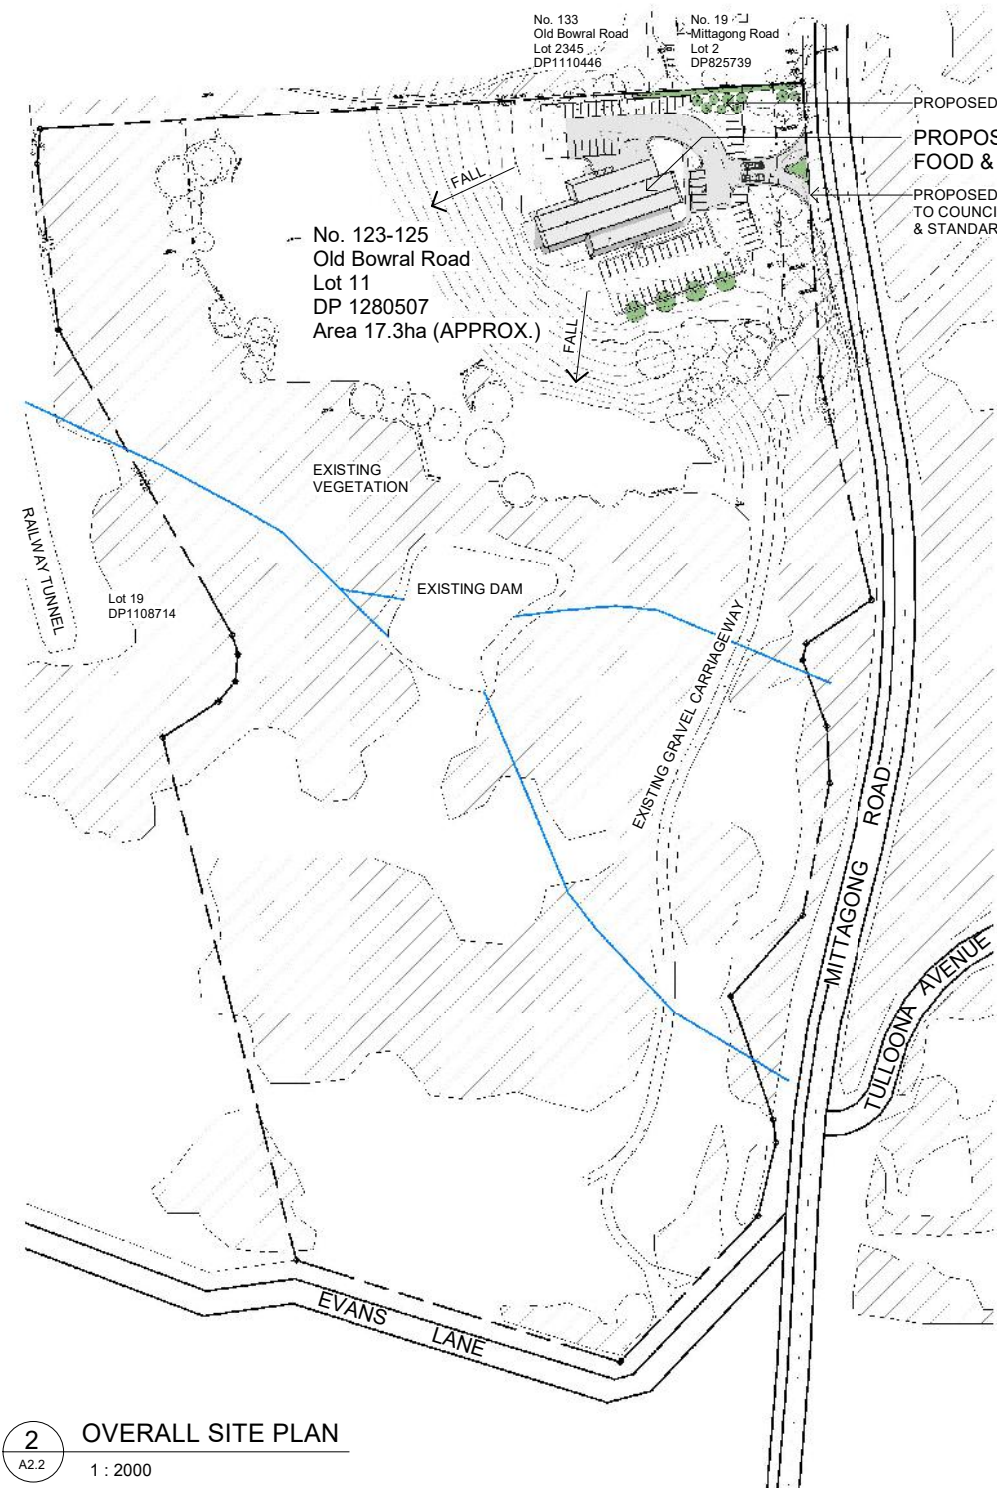 No. 133
Old Bowral Road
Lot 2345
DP1110446
No. 19
Mittagong Road
Lot 2
DP825739
PROPOSED
PROPOS
FOOD &
PROPOSED
TO COUNCI
& STANDAR
FALL
No. 123-125
Old Bowral Road
Lot 11
DP 1280507
Area 17.3ha (APPROX.)
FALL
EXISTING
VEGETATION
RAILWAY TUNNEL
EXISTING DAM
Lot 19
DP1108714
EXISTING GRAVEL CARRIAGEWAY
MITTAGONG ROAD
TULLOONA AVENUE
EVANS LANE
2
A2.2
OVERALL SITE PLAN
1 : 2000